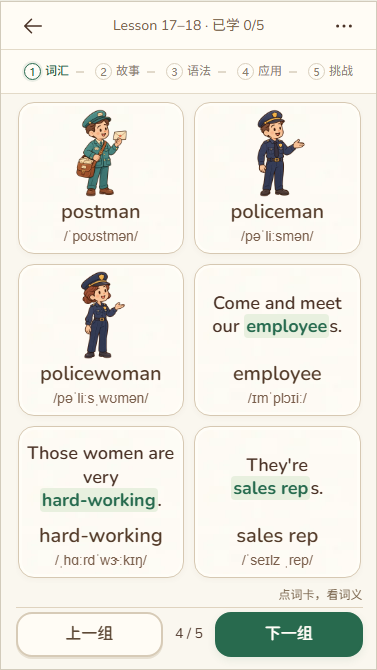 Lesson 17–18 · 已学 0/5
1 词汇 – 2 故事 – 3 语法 – 4 应用 – 5 挑战
postman
/ˈpoʊstmən/
policeman
/pəˈliːsmən/
policewoman
/pəˈliːsˌwʊmən/
Come and meet
our employees.
employee
/ɪmˈplɔɪiː/
Those women are
very
hard-working.
hard-working
/ˌhɑːrdˈwɝːkɪŋ/
They're
sales reps.
sales rep
/ˈseɪlz ˌrep/
点词卡，看词义
上一组
4 / 5
下一组